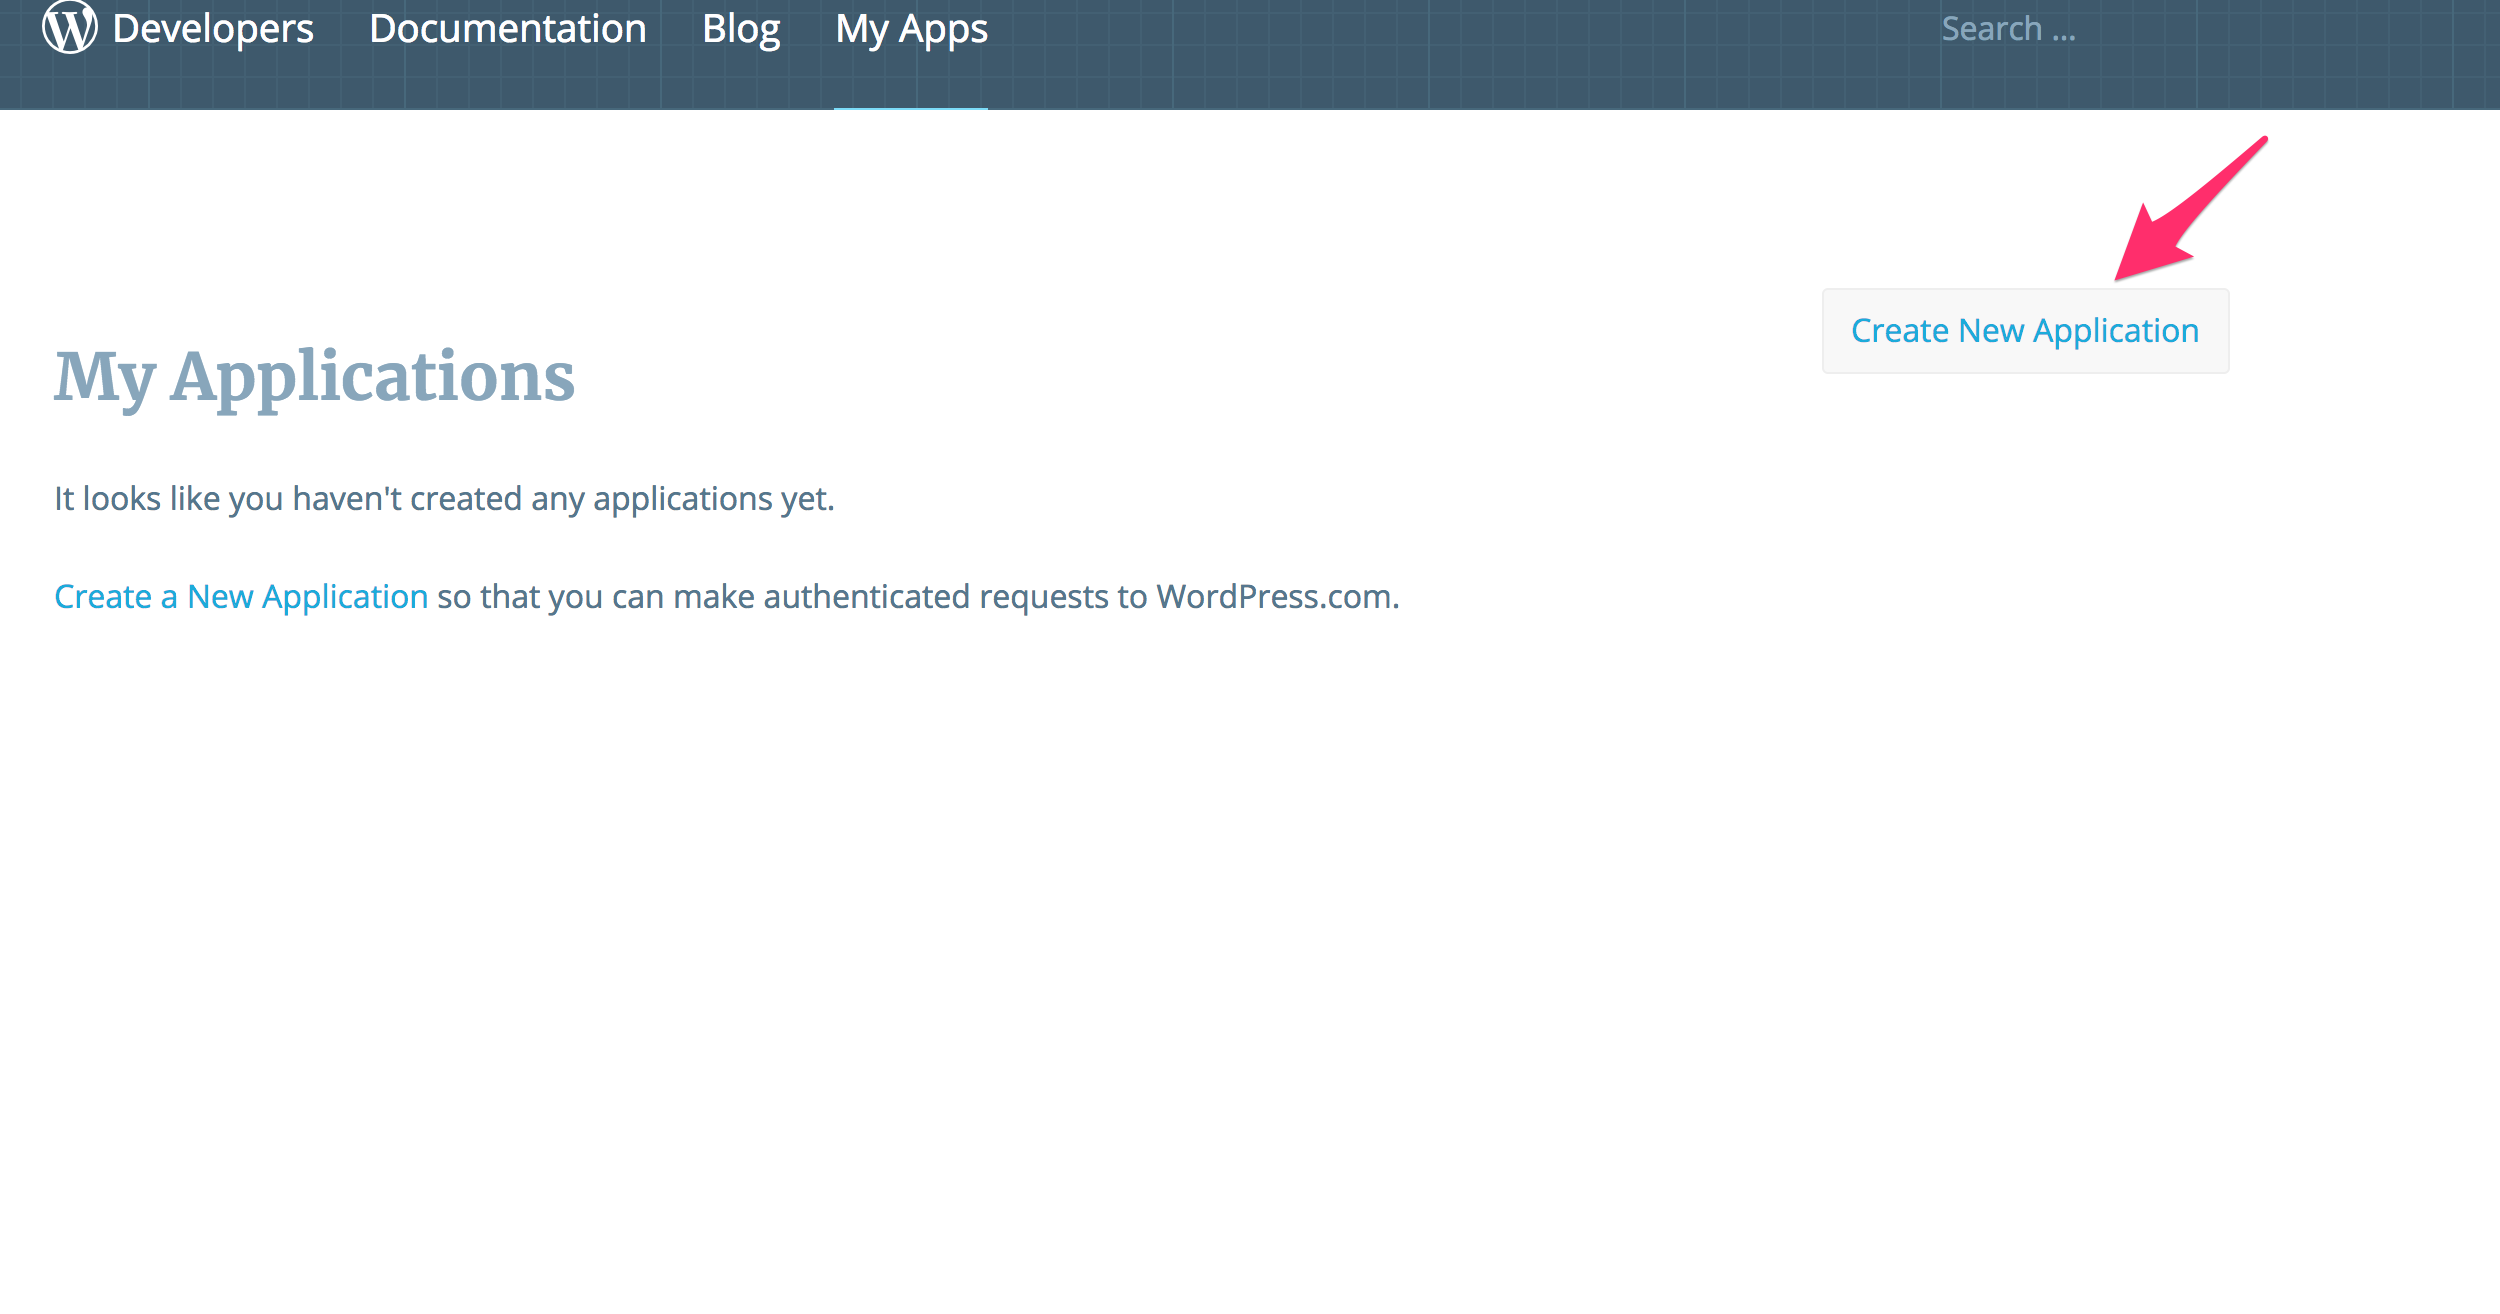 Developers Documentation Blog My Apps Search ...
Create New Application
My Applications
It looks like you haven't created any applications yet.
Create a New Application so that you can make authenticated requests to WordPress.com.